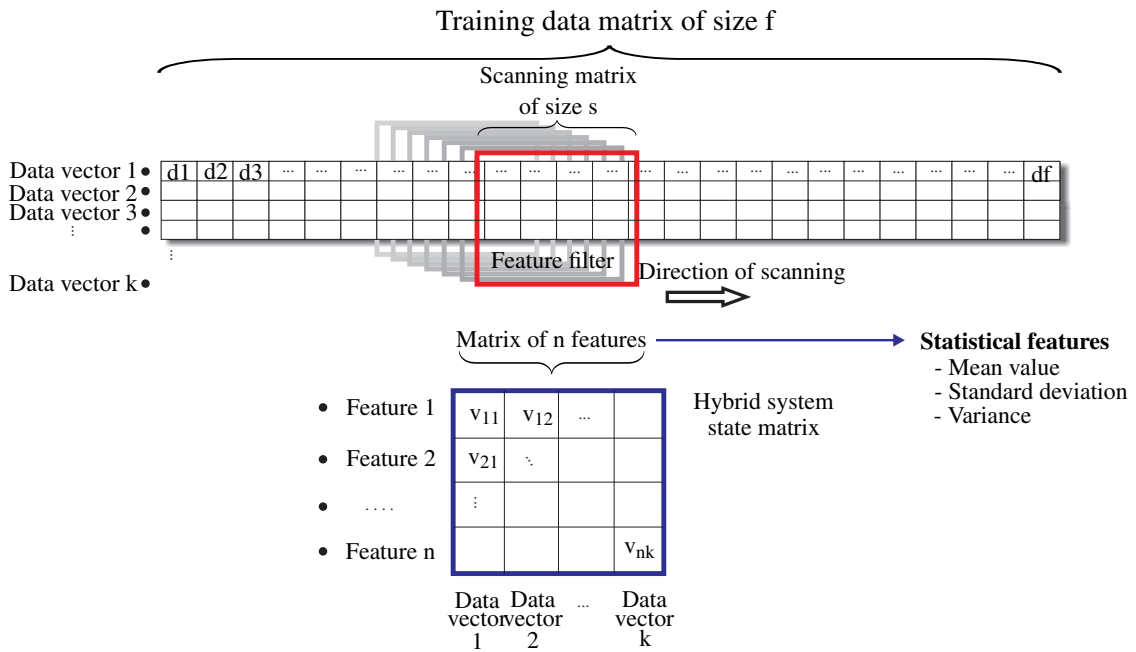 Training data matrix of size f
Scanning matrix
of size s
Data vector 1 • d1 d2 d3 ... ... ... ... ... ... ... ... ... ... ... ... ... ... ... ... ... ... ... ... df
Data vector 2 •
Data vector 3 •
⋮ •
⋮
Data vector k •
Feature filter
Direction of scanning
Matrix of n features
Statistical features
- Mean value
- Standard deviation
- Variance
• Feature 1 v11 v12 ...
Hybrid system
state matrix
• Feature 2 v21 ⋱
• .... ⋮
• Feature n vnk
Data vector 1
Data vector 2
...
Data vector k